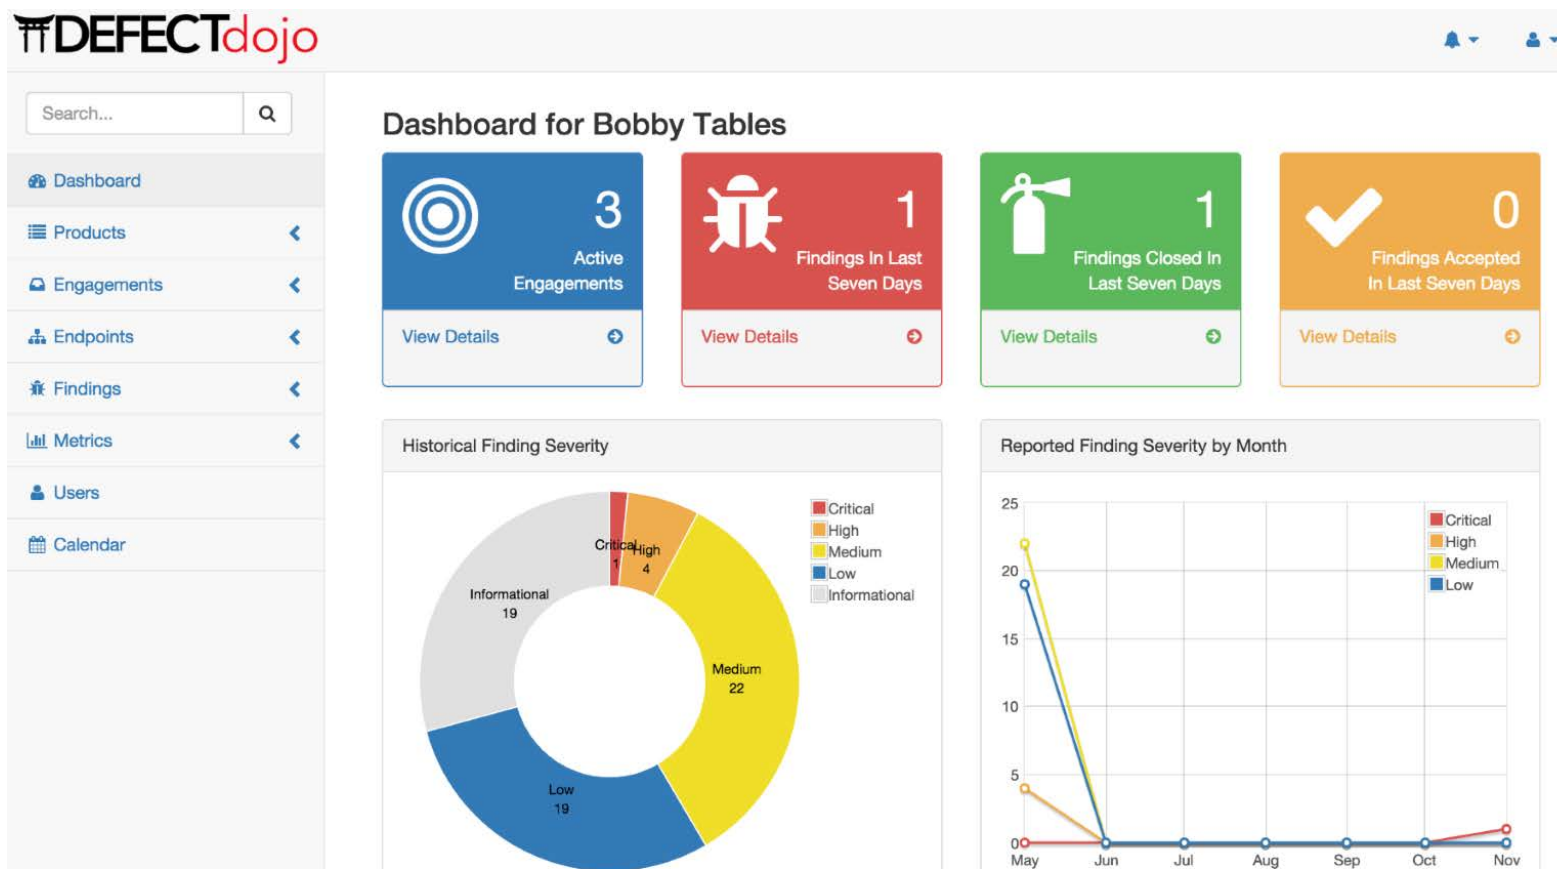 DEFECTdojo
Search...
Dashboard
Products
Engagements
Endpoints
Findings
Metrics
Users
Calendar
Dashboard for Bobby Tables
3
Active
Engagements
View Details
1
Findings In Last
Seven Days
View Details
1
Findings Closed In
Last Seven Days
View Details
0
Findings Accepted
In Last Seven Days
View Details
Historical Finding Severity
Critical
1
High
4
Medium
22
Low
19
Informational
19
Critical
High
Medium
Low
Informational
Reported Finding Severity by Month
25
20
15
10
5
0
May Jun Jul Aug Sep Oct Nov
Critical
High
Medium
Low